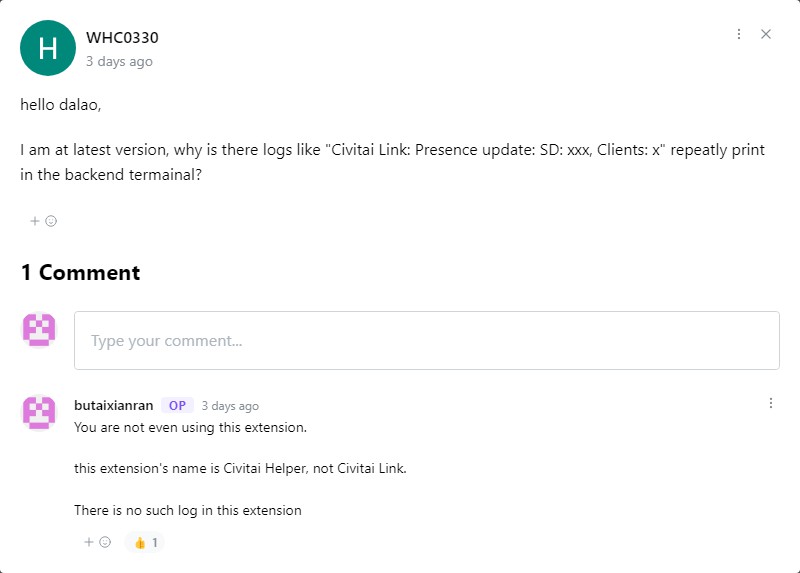 H
WHC0330
3 days ago
hello dalao,
I am at latest version, why is there logs like "Civitai Link: Presence update: SD: xxx, Clients: x" repeatly print
in the backend termainal?
1 Comment
Type your comment...
butaixianran OP 3 days ago
You are not even using this extension.
this extension's name is Civitai Helper, not Civitai Link.
There is no such log in this extension
👍 1